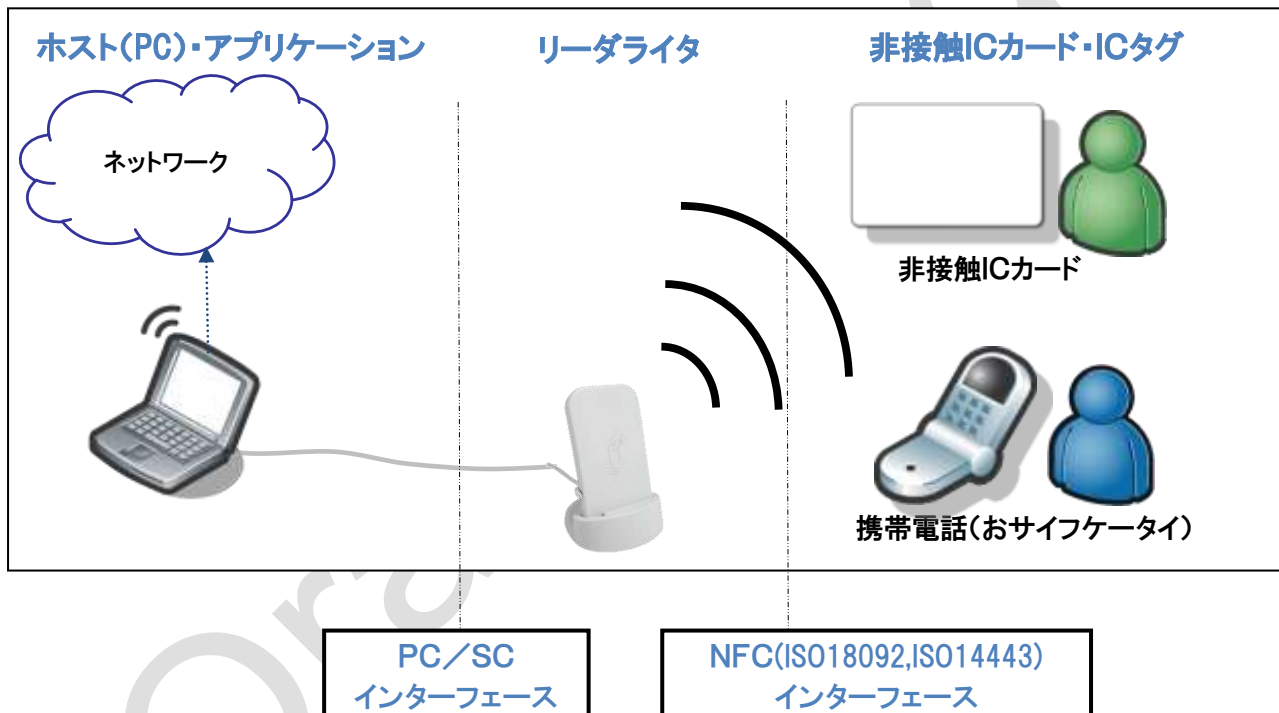 ホスト(PC)・アプリケーション
リーダライタ
非接触ICカード・ICタグ
ネットワーク
非接触ICカード
携帯電話(おサイフケータイ)
PC/SC
インターフェース
NFC(ISO18092,ISO14443)
インターフェース